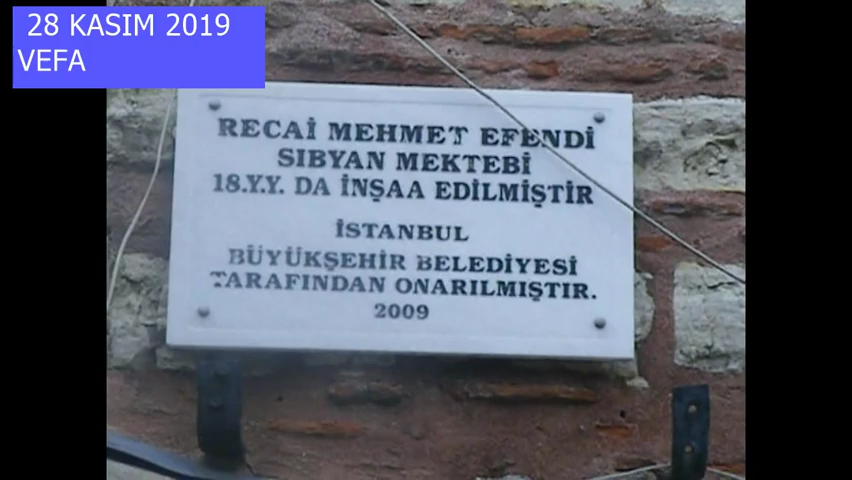 28 KASIM 2019
VEFA
RECAİ MEHMET EFENDİ
SIBYAN MEKTEBİ
18.Y.Y. DA İNŞAA EDİLMİŞTİR
İSTANBUL
BÜYÜKŞEHİR BELEDİYESİ
TARAFINDAN ONARILMIŞTIR.
2009